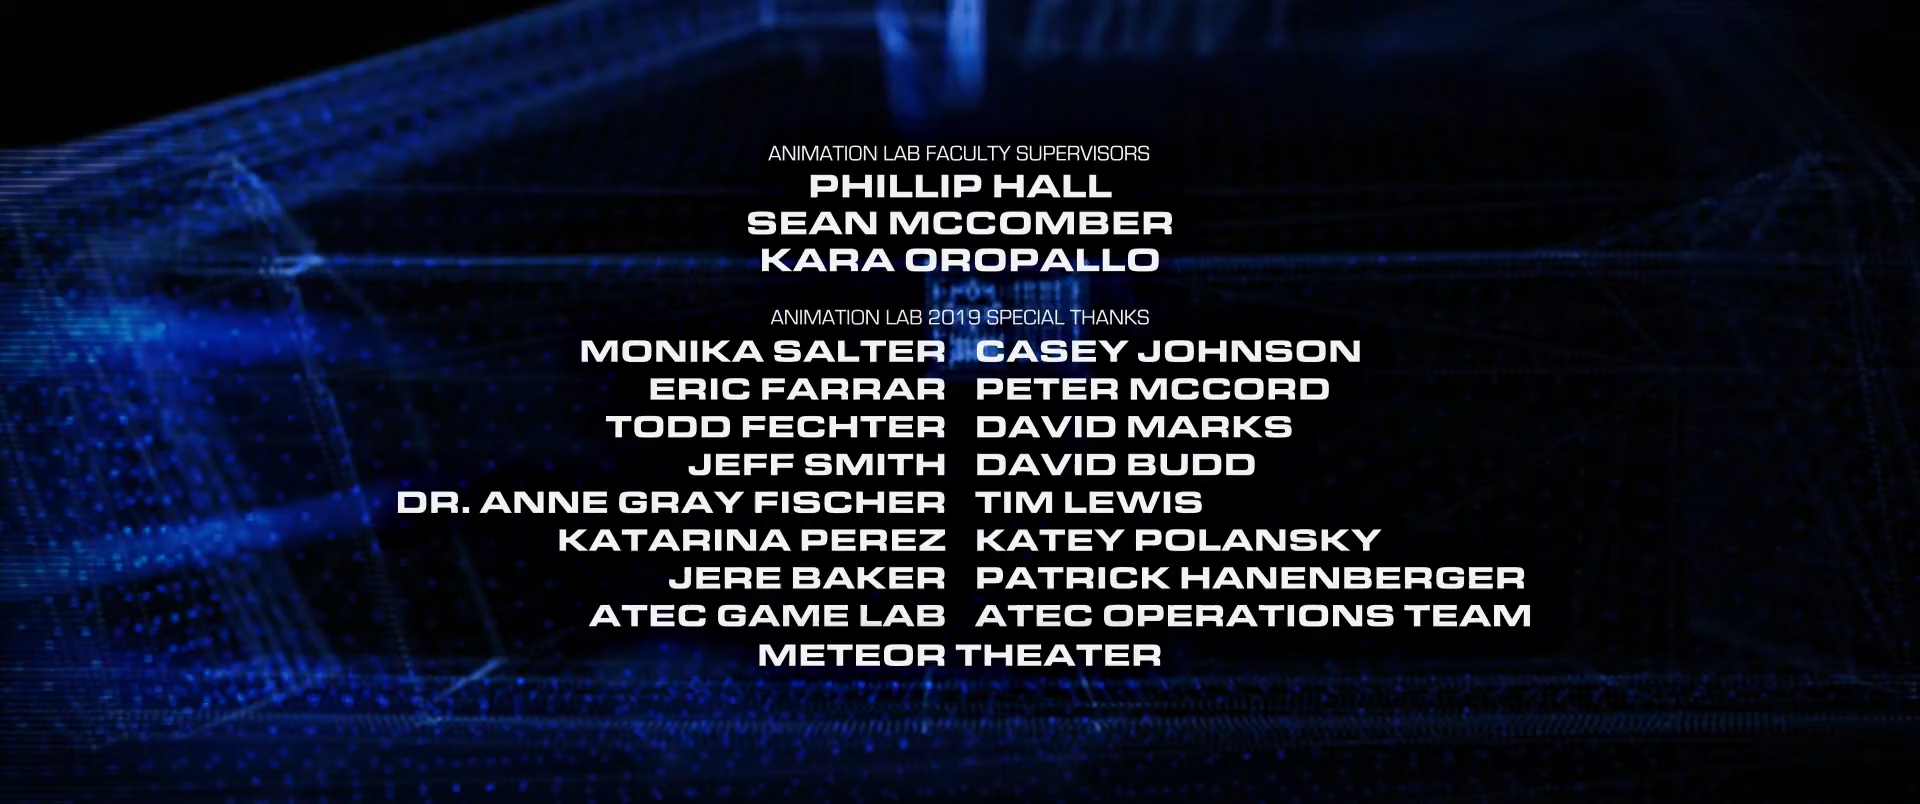 ANIMATION LAB FACULTY SUPERVISORS
PHILLIP HALL
SEAN MCCOMBER
KARA OROPALLO
ANIMATION LAB 2019 SPECIAL THANKS
MONIKA SALTER CASEY JOHNSON
ERIC FARRAR PETER MCCORD
TODD FECHTER DAVID MARKS
JEFF SMITH DAVID BUDD
DR. ANNE GRAY FISCHER TIM LEWIS
KATARINA PEREZ KATEY POLANSKY
JERE BAKER PATRICK HANENBERGER
ATEC GAME LAB ATEC OPERATIONS TEAM
METEOR THEATER